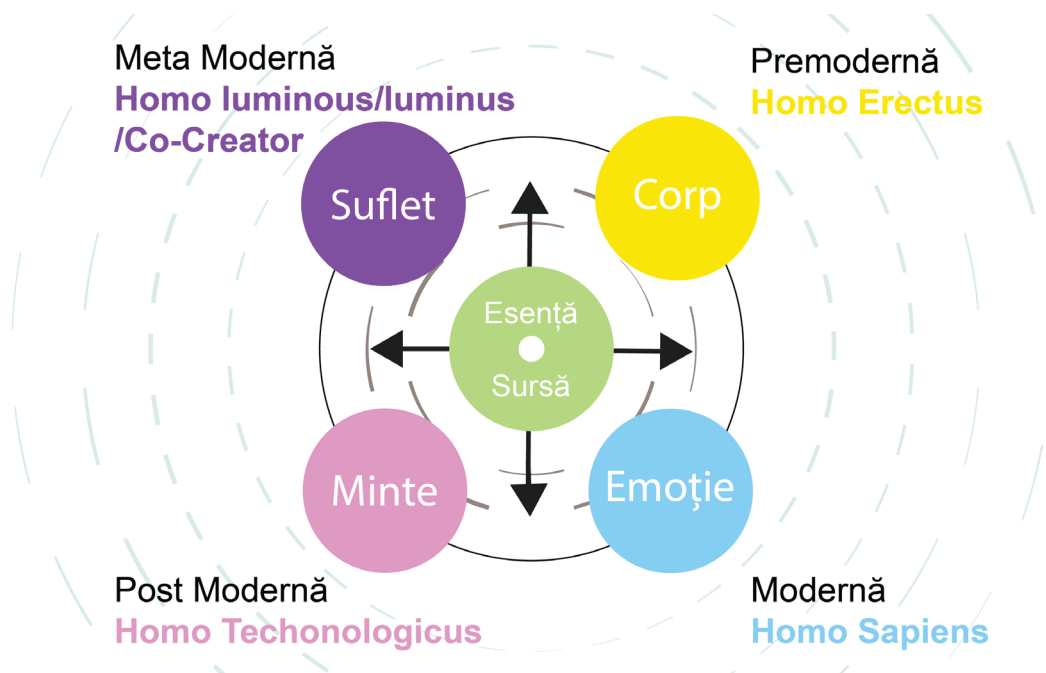 Meta Modernă
Homo luminous/luminus
/Co-Creator
Suflet
Premodernă
Homo Erectus
Corp
Esență
Sursă
Minte
Emoție
Post Modernă
Homo Techonologicus
Modernă
Homo Sapiens